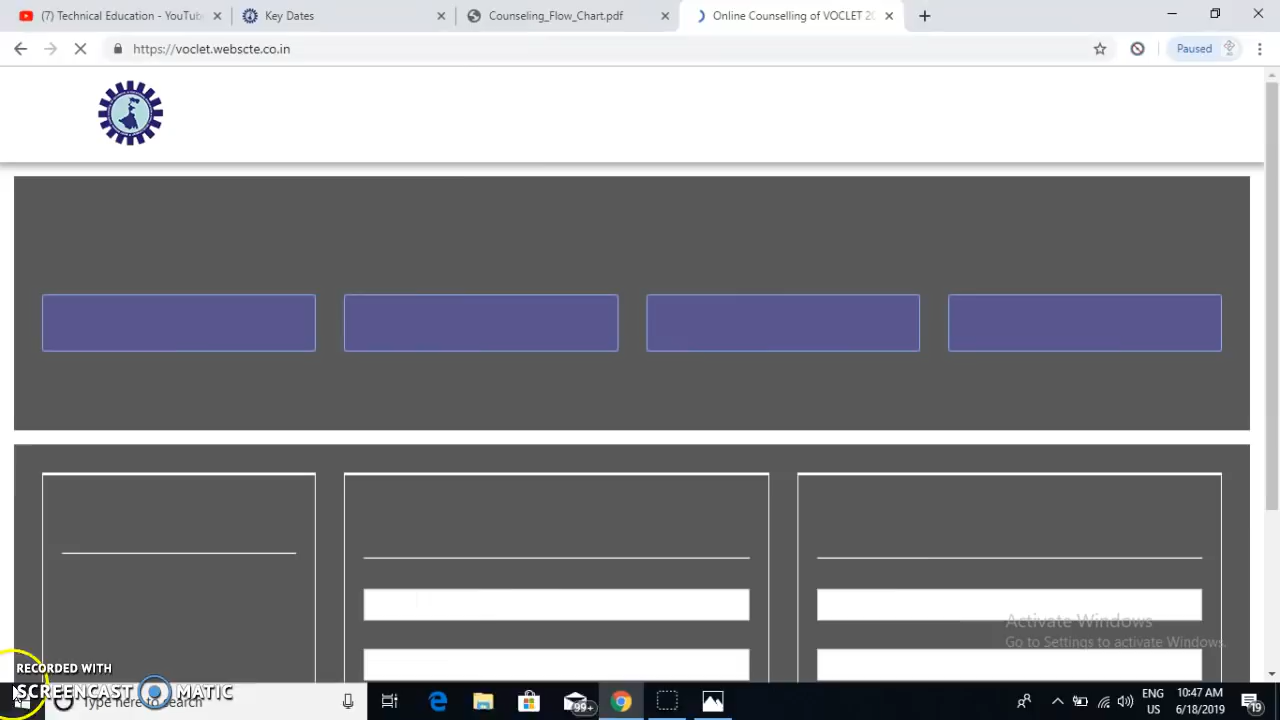 (7) Technical Education - YouTube
Key Dates
Counseling_Flow_Chart.pdf
Online Counselling of VOCLET 20
https://voclet.webscte.co.in
Paused
Activate Windows
Go to Settings to activate Windows.
RECORDED WITH
SCREENCAST MATIC
Type here to search
99+
ENG
US
10:47 AM
6/18/2019
19